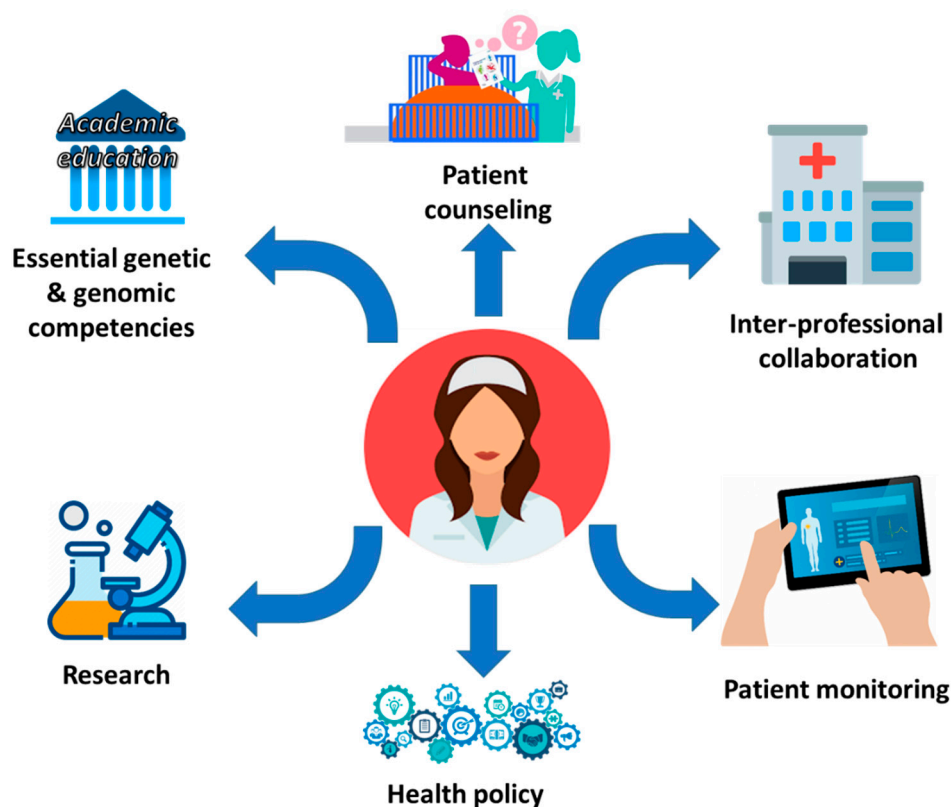 Academic
education
Essential genetic
& genomic
competencies
?
Patient
counseling
Inter-professional
collaboration
Research
Health policy
Patient monitoring